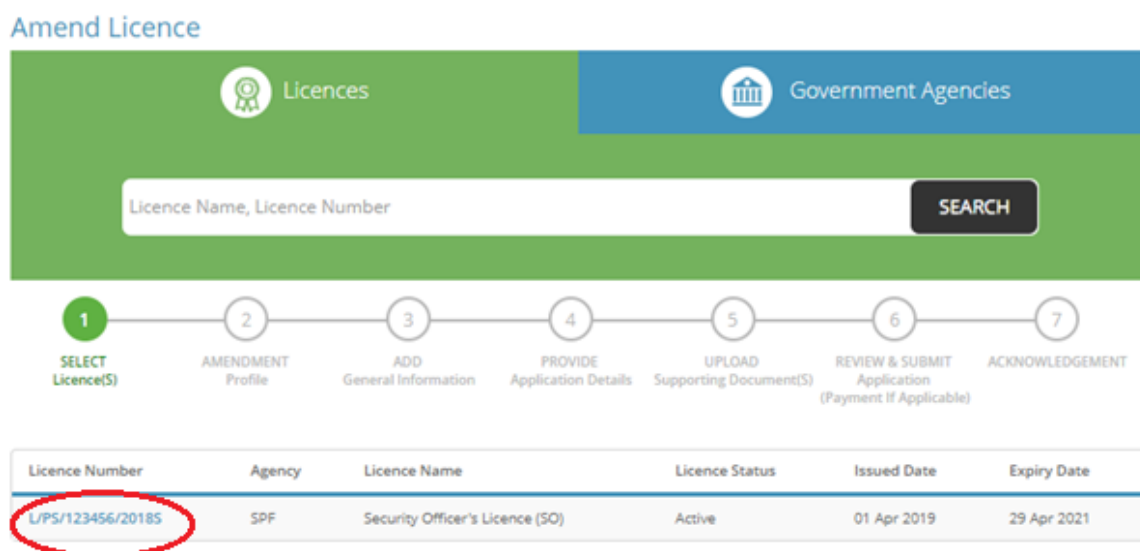 Amend Licence
Licences
Government Agencies
Licence Name, Licence Number
SEARCH
1
2
3
4
5
6
7
SELECT
Licence(S)
AMENDMENT
Profile
ADD
General Information
PROVIDE
Application Details
UPLOAD
Supporting Document(S)
REVIEW & SUBMIT
Application
(Payment If Applicable)
ACKNOWLEDGEMENT
Licence Number Agency Licence Name Licence Status Issued Date Expiry Date
L/PS/123456/2018S SPF Security Officer's Licence (SO) Active 01 Apr 2019 29 Apr 2021